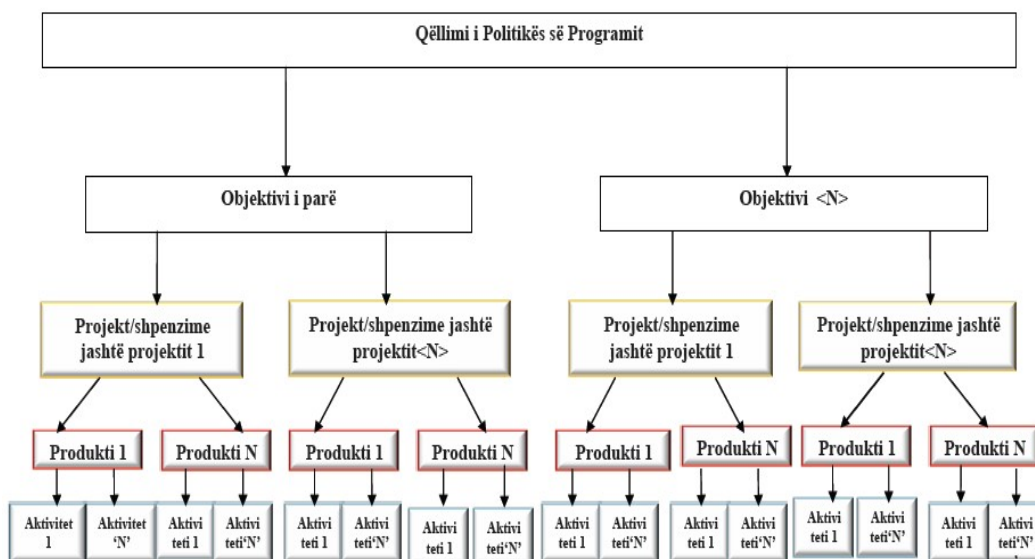 Qëllimi i Politikës së Programit
Objektivi i parë
Objektivi <N>
Projekt/shpenzime
jashtë projektit 1
Projekt/shpenzime jashtë
projektit<N>
Projekt/shpenzime
jashtë projektit 1
Projekt/shpenzime jashtë
projektit<N>
Produkti 1
Produkti N
Produkti 1
Produkti N
Produkti 1
Produkti N
Produkti 1
Produkti N
Aktivitet
1
Aktivitet
‘N’
Aktivi
teti 1
Aktivi
teti‘N’
Aktivi
teti 1
Aktivi
teti‘N’
Aktivi
teti 1
Aktivi
teti‘N’
Aktivi
teti 1
Aktivi
teti‘N’
Aktivi
teti 1
Aktivi
teti‘N’
Aktivi
teti 1
Aktivi
teti‘N’
Aktivi
teti 1
Aktivi
teti‘N’